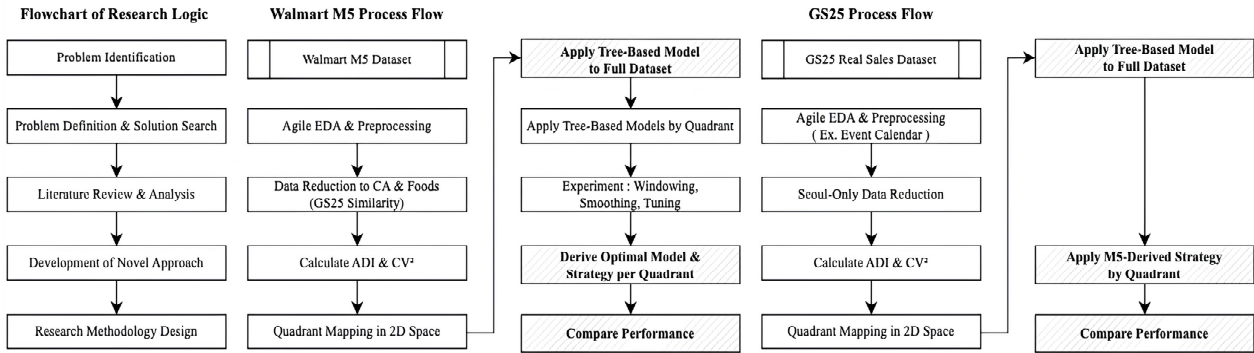 Flowchart of Research Logic
Problem Identification
Problem Definition & Solution Search
Literature Review & Analysis
Development of Novel Approach
Research Methodology Design
Walmart M5 Process Flow
Walmart M5 Dataset
Agile EDA & Preprocessing
Data Reduction to CA & Foods
(GS25 Similarity)
Calculate ADI & CV²
Quadrant Mapping in 2D Space
Apply Tree-Based Model
to Full Dataset
Apply Tree-Based Models by Quadrant
Experiment : Windowing,
Smoothing, Tuning
Derive Optimal Model &
Strategy per Quadrant
Compare Performance
GS25 Process Flow
GS25 Real Sales Dataset
Agile EDA & Preprocessing
( Ex. Event Calendar )
Seoul-Only Data Reduction
Calculate ADI & CV²
Quadrant Mapping in 2D Space
Apply Tree-Based Model
to Full Dataset
Apply M5-Derived Strategy
by Quadrant
Compare Performance